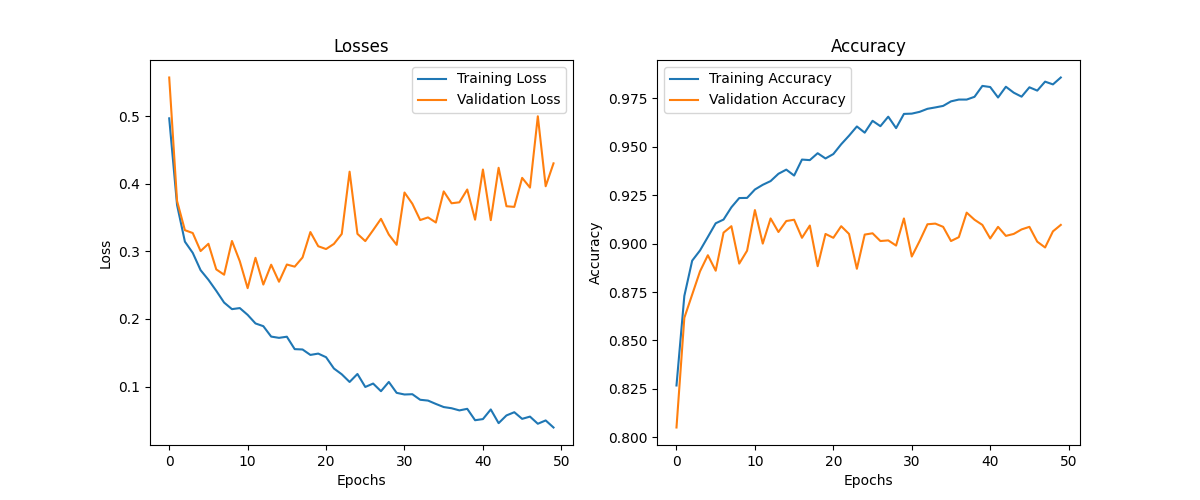 Losses
Training Loss
Validation Loss
0.5
0.4
0.3
0.2
0.1
Loss
0 10 20 30 40 50
Epochs
Accuracy
Training Accuracy
Validation Accuracy
0.975
0.950
0.925
0.900
0.875
0.850
0.825
0.800
Accuracy
0 10 20 30 40 50
Epochs